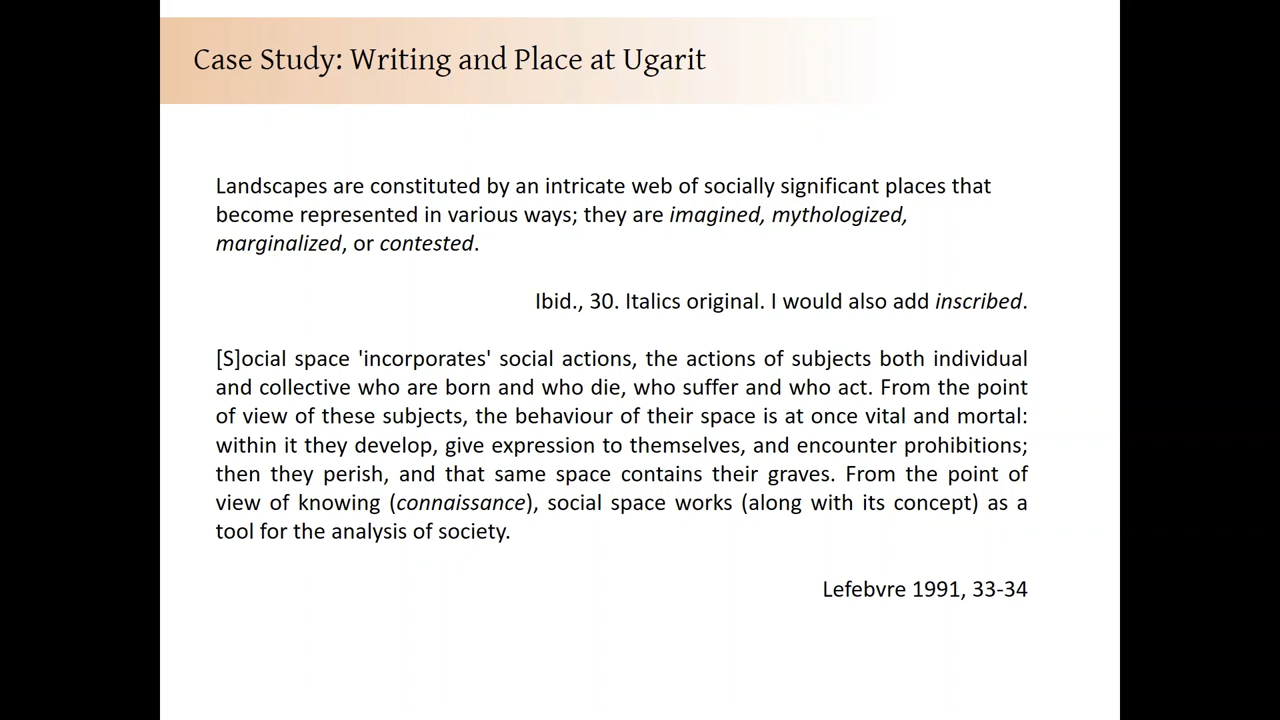 Case Study: Writing and Place at Ugarit
Landscapes are constituted by an intricate web of socially significant places that
become represented in various ways; they are imagined, mythologized,
marginalized, or contested.
Ibid., 30. Italics original. I would also add inscribed.
[S]ocial space 'incorporates' social actions, the actions of subjects both individual
and collective who are born and who die, who suffer and who act. From the point
of view of these subjects, the behaviour of their space is at once vital and mortal:
within it they develop, give expression to themselves, and encounter prohibitions;
then they perish, and that same space contains their graves. From the point of
view of knowing (connaissance), social space works (along with its concept) as a
tool for the analysis of society.
Lefebvre 1991, 33-34